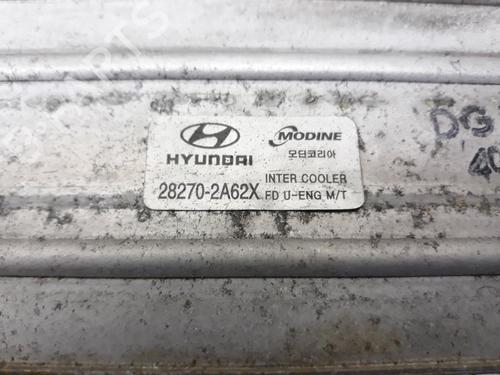 HYUNDAI
MODINE
모딘코리아
28270-2A62X
INTER COOLER
FD U-ENG M/T
DG
40